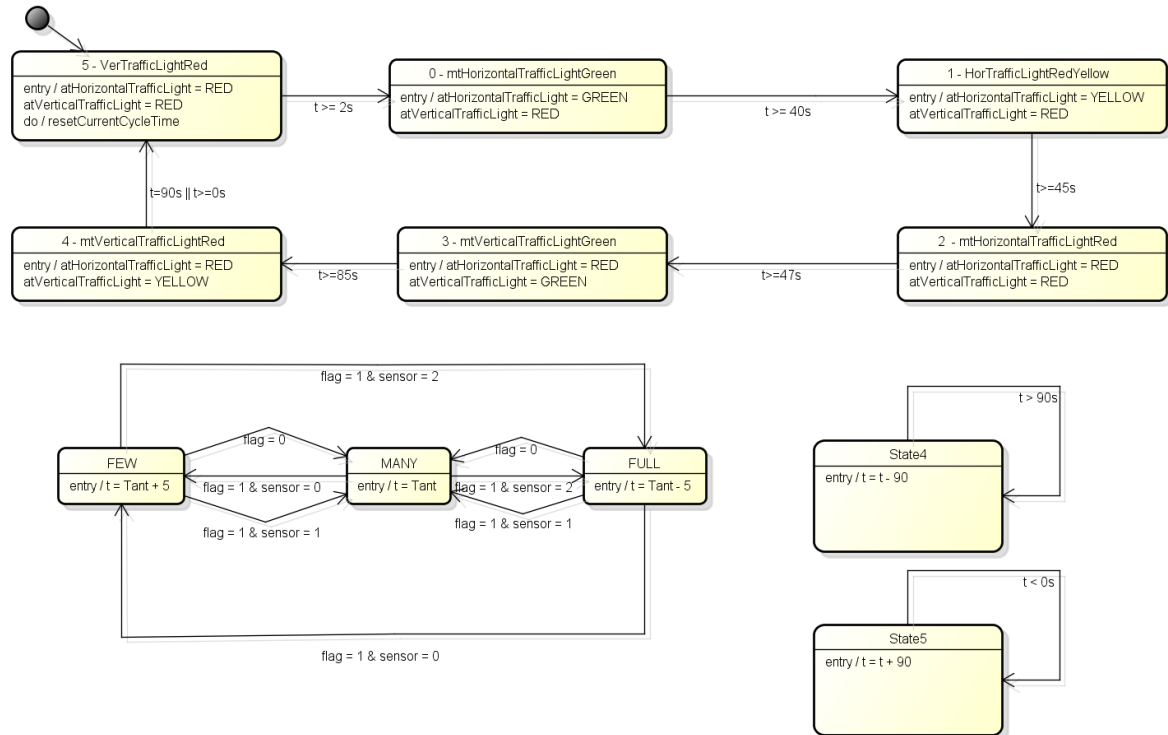 5 - VerTrafficLightRed
entry / atHorizontalTrafficLight = RED
atVerticalTrafficLight = RED
do / resetCurrentCycleTime
t >= 2s
0 - mtHorizontalTrafficLightGreen
entry / atHorizontalTrafficLight = GREEN
atVerticalTrafficLight = RED
t >= 40s
1 - HorTrafficLightRedYellow
entry / atHorizontalTrafficLight = YELLOW
atVerticalTrafficLight = RED
t>=45s
2 - mtHorizontalTrafficLightRed
entry / atHorizontalTrafficLight = RED
atVerticalTrafficLight = RED
t>=47s
3 - mtVerticalTrafficLightGreen
entry / atHorizontalTrafficLight = RED
atVerticalTrafficLight = GREEN
t>=85s
4 - mtVerticalTrafficLightRed
entry / atHorizontalTrafficLight = RED
atVerticalTrafficLight = YELLOW
t=90s || t>=0s
flag = 1 & sensor = 2
flag = 0
flag = 0
FEW
entry / t = Tant + 5
MANY
entry / t = Tant
FULL
entry / t = Tant - 5
flag = 1 & sensor = 0
flag = 1 & sensor = 2
flag = 1 & sensor = 1
flag = 1 & sensor = 1
flag = 1 & sensor = 0
t > 90s
State4
entry / t = t - 90
t < 0s
State5
entry / t = t + 90